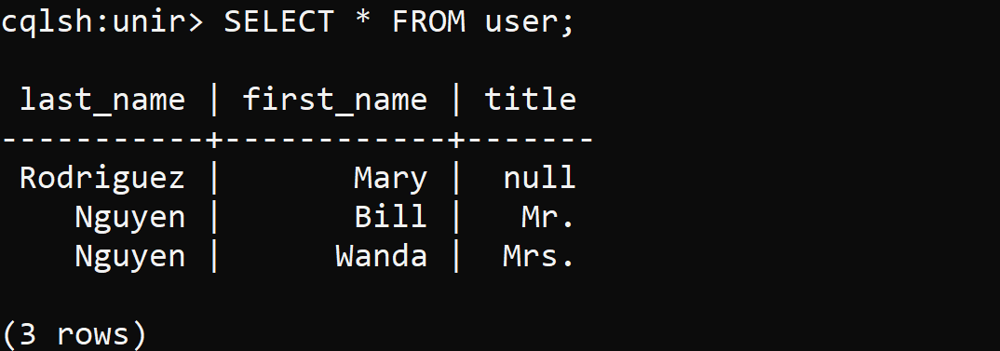 cqlsh:unir> SELECT * FROM user;
last_name | first_name | title
-----------+------------+-------
Rodriguez | Mary | null
Nguyen | Bill | Mr.
Nguyen | Wanda | Mrs.
(3 rows)